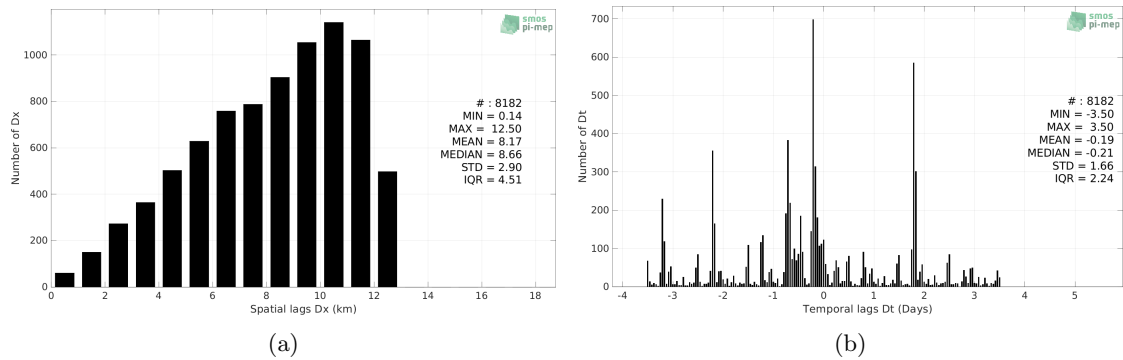 smos
pi-mep
1000
800
600
400
200
0
Number of Dx
# : 8182
MIN = 0.14
MAX = 12.50
MEAN = 8.17
MEDIAN = 8.66
STD = 2.90
IQR = 4.51
0 2 4 6 8 10 12 14 16 18
Spatial lags Dx (km)
(a)
smos
pi-mep
700
600
500
400
300
200
100
0
Number of Dt
# : 8182
MIN = -3.50
MAX = 3.50
MEAN = -0.19
MEDIAN = -0.21
STD = 1.66
IQR = 2.24
-4 -3 -2 -1 0 1 2 3 4 5
Temporal lags Dt (Days)
(b)